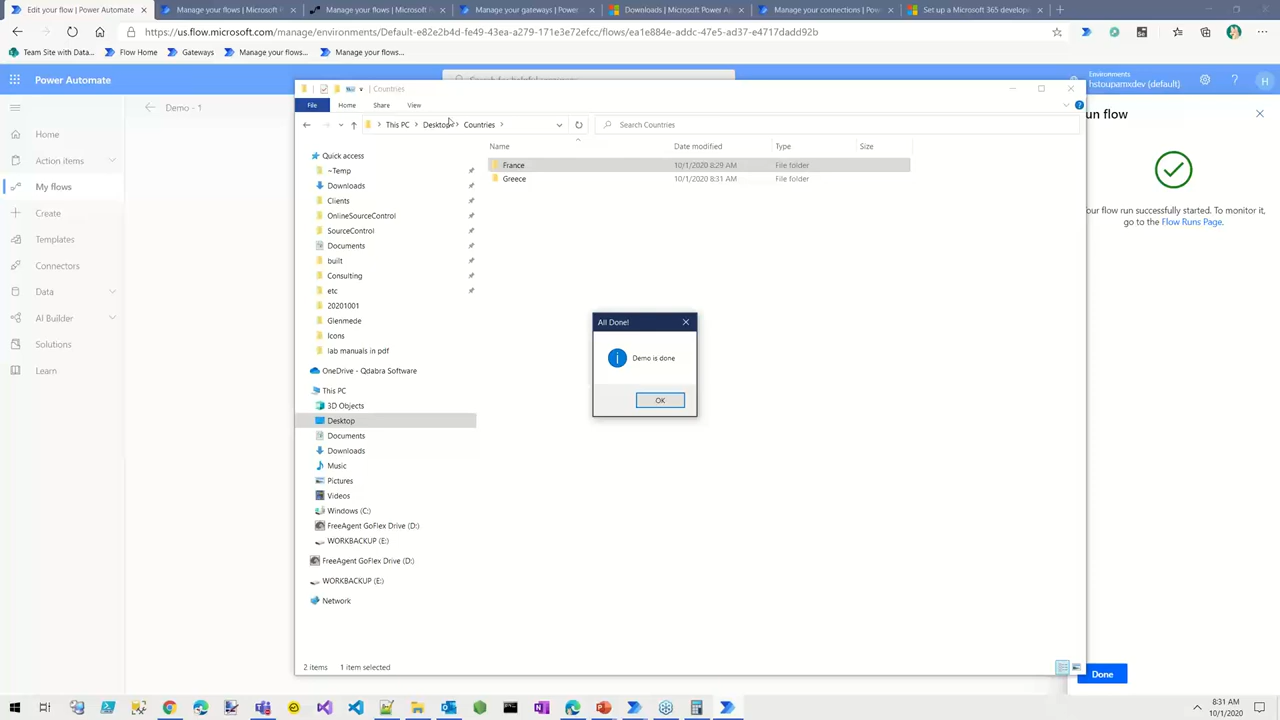 Edit your flow | Power Automate
Manage your flows | Microsoft P
Manage your flows | Microsoft
Manage your gateways | Power
Downloads | Microsoft Power Ap
Manage your connections | Pow
Set up a Microsoft 365 develope
https://us.flow.microsoft.com/manage/environments/Default-e82e2b4d-fe49-43ea-a279-171e3e72efcc/flows/ea1e884e-addc-47e5-ad37-e4717dadd92b
Team Site with Data...
Flow Home
Gateways
Manage your flows...
Manage your flows...
Power Automate
Environments
hstoupamxdev (default)
HJ
Demo - 1
Home
Action items
My flows
Create
Templates
Connectors
Data
AI Builder
Solutions
Learn
Countries
File
Home
Share
View
This PC
Desktop
Countries
Search Countries
Name
Date modified
Type
Size
France
10/1/2020 8:29 AM
File folder
Greece
10/1/2020 8:31 AM
File folder
Quick access
~Temp
Downloads
Clients
OnlineSourceControl
SourceControl
Documents
built
Consulting
etc
20201001
Glenmede
Icons
lab manuals in pdf
OneDrive - Qdabra Software
This PC
3D Objects
Desktop
Documents
Downloads
Music
Pictures
Videos
Windows (C:)
FreeAgent GoFlex Drive (D:)
WORKBACKUP (E:)
FreeAgent GoFlex Drive (D:)
WORKBACKUP (E:)
Network
2 items
1 item selected
All Done!
Demo is done
OK
un flow
our flow run successfully started. To monitor it,
go to the Flow Runs Page.
Done
8:31 AM
10/1/2020